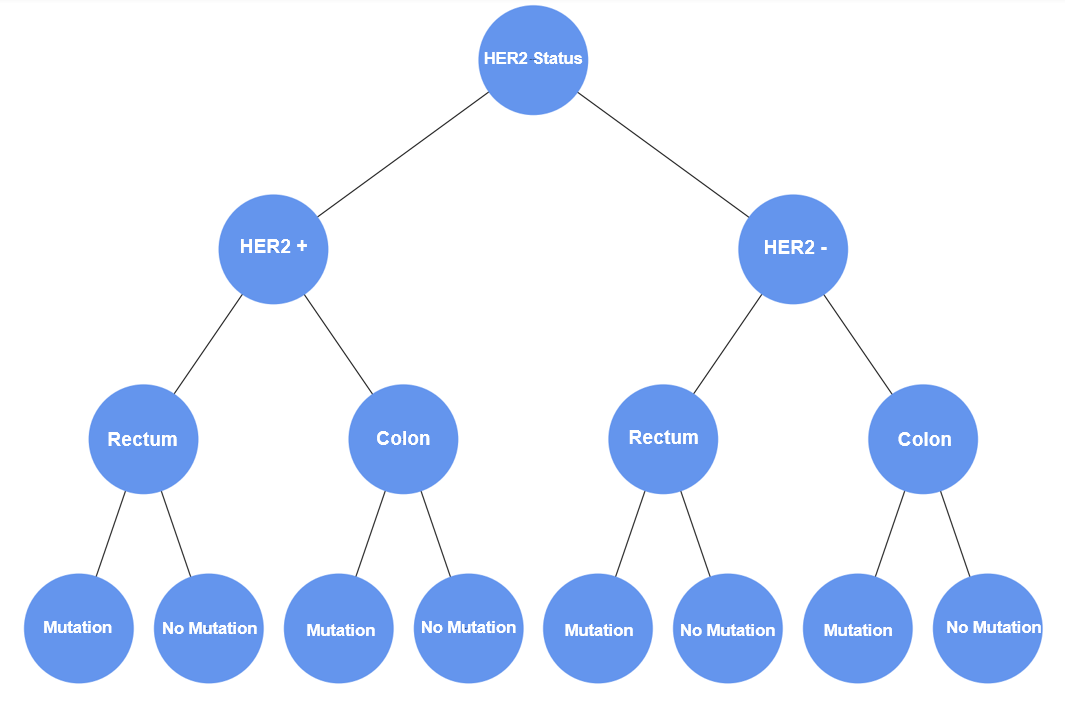 HER2 Status
HER2 +
HER2 -
Rectum
Colon
Rectum
Colon
Mutation
No Mutation
Mutation
No Mutation
Mutation
No Mutation
Mutation
No Mutation